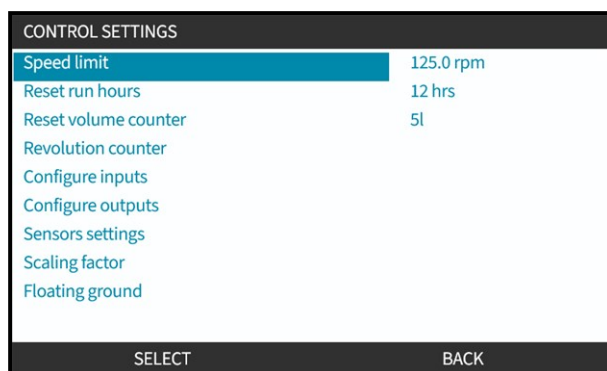 CONTROL SETTINGS
Speed limit 125.0 rpm
Reset run hours 12 hrs
Reset volume counter 5l
Revolution counter
Configure inputs
Configure outputs
Sensors settings
Scaling factor
Floating ground
SELECT BACK